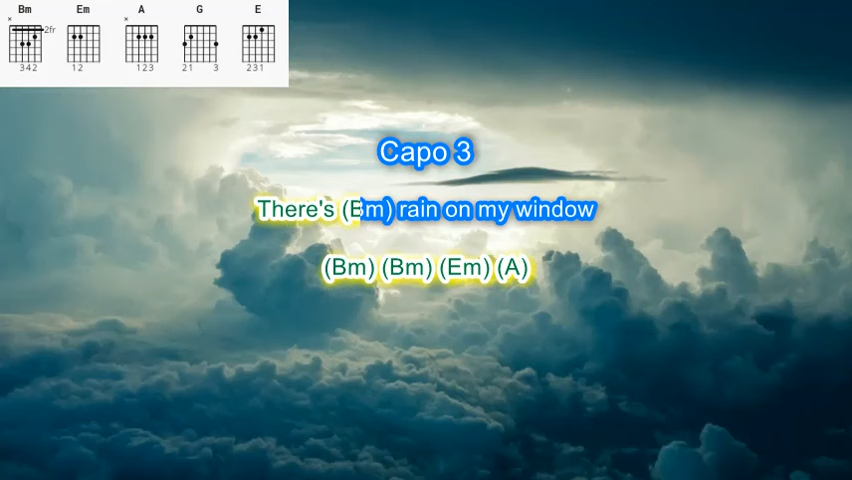 Bm Em A G E
× ×
2fr
342 12 123 21 3 231
Capo 3
There's (Bm) rain on my window
(Bm) (Bm) (Em) (A)